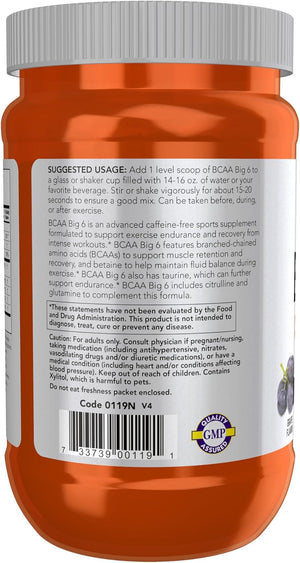 SUGGESTED USAGE: Add 1 level scoop of BCAA Big 6 to
a glass or shaker cup filled with 14-16 oz. of water or your
favorite beverage. Stir or shake vigorously for about 15-20
seconds to ensure a good mix. Can be taken before, during,
or after exercise.
BCAA Big 6 is an advanced caffeine-free sports supplement
formulated to support exercise endurance and recovery from
intense workouts.* BCAA Big 6 features branched-chained
amino acids (BCAAs) to support muscle retention and
recovery, and betaine to help maintain fluid balance during
exercise.* BCAA Big 6 also has taurine, which can further
support endurance.* BCAA Big 6 includes citrulline and
glutamine to complement this formula.
*These statements have not been evaluated by the Food
and Drug Administration. This product is not intended to
diagnose, treat, cure or prevent any disease.
Caution: For adults only. Consult physician if pregnant/nursing,
taking medication (including antihypertensive, nitrates,
vasodilating drugs and/or diuretic medications), or have a
medical condition (including heart and/or conditions affecting
blood pressure). Keep out of reach of children. Contains
Xylitol, which is harmful to pets.
Do not eat freshness packet enclosed.
Code 0119N V4
7 33739 00119 1
QUALITY
GMP
ASSURED